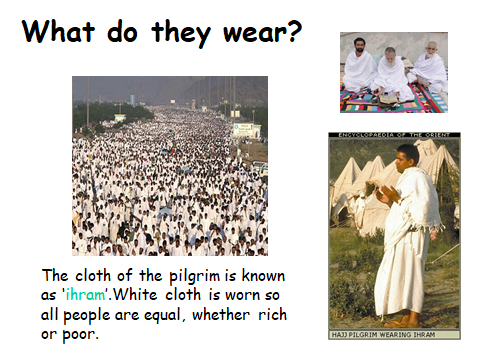 What do they wear?
ENCYCLOPAEDIA OF THE ORIENT
The cloth of the pilgrim is known
as ‘ihram’.White cloth is worn so
all people are equal, whether rich
or poor.
HAJJ PILGRIM WEARING IHRAM